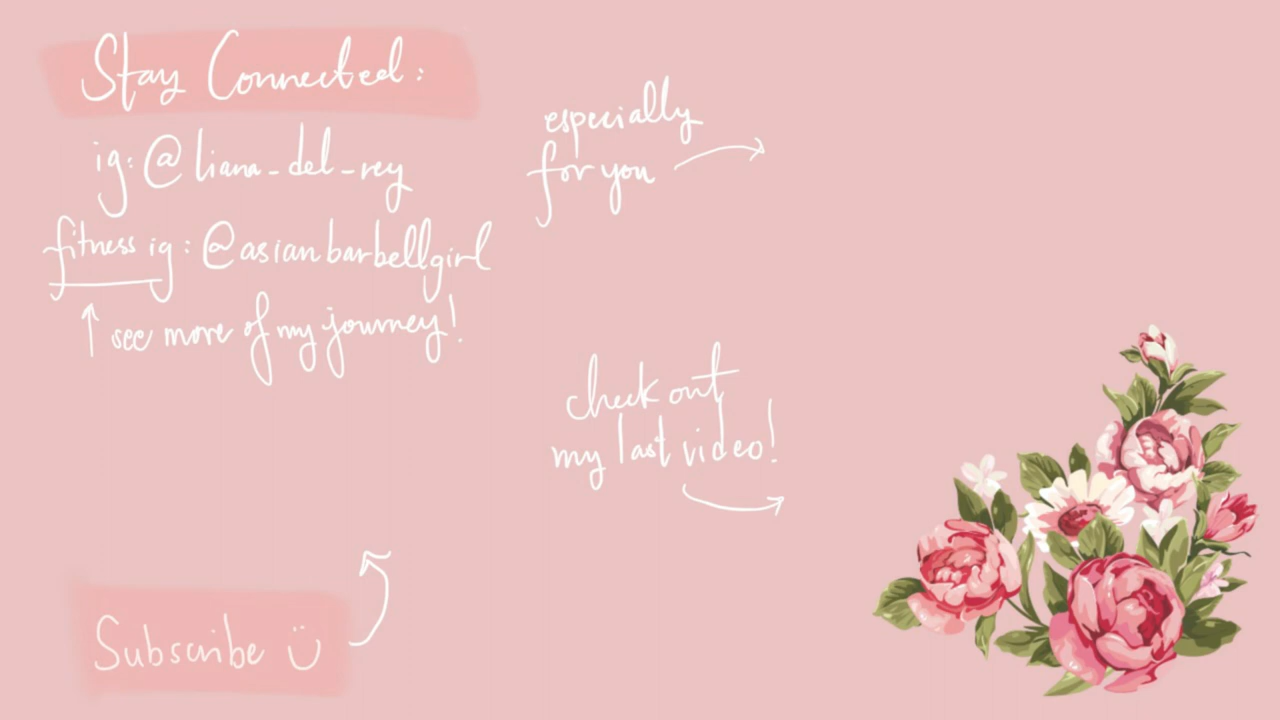 Stay Connected:
ig: @liana_del_rey
fitness ig: @asianbarbellgirl
↑ see more of my journey!
especially
for you
check out
my last video!
Subscribe Ü